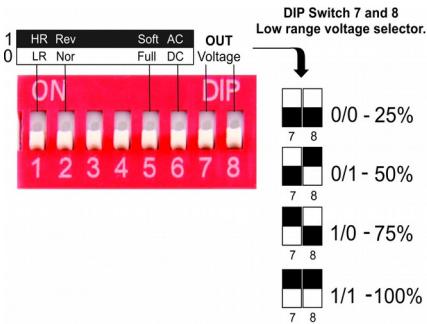 DIP Switch 7 and 8
Low range voltage selector.
1 HR Rev Soft AC OUT
0 LR Nor Full DC Voltage
ON DIP
1 2 3 4 5 6 7 8
7 8
0/0 - 25%
7 8
0/1 - 50%
7 8
1/0 - 75%
7 8
1/1 -100%